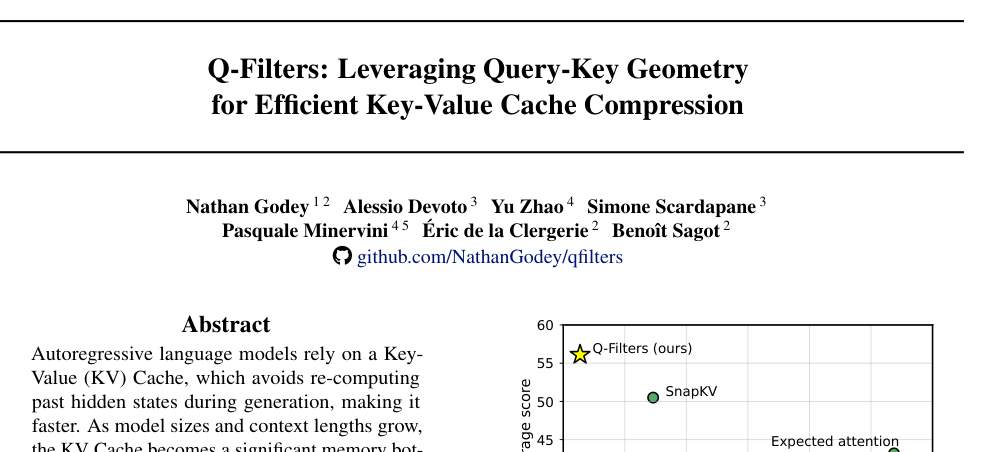 Q-Filters: Leveraging Query-Key Geometry
for Efficient Key-Value Cache Compression
Nathan Godey 1 2 Alessio Devoto 3 Yu Zhao 4 Simone Scardapane 3
Pasquale Minervini 4 5 Éric de la Clergerie 2 Benoît Sagot 2
github.com/NathanGodey/qfilters
Abstract
Autoregressive language models rely on a Key-
Value (KV) Cache, which avoids re-computing
past hidden states during generation, making it
faster. As model sizes and context lengths grow,
the KV Cache becomes a significant memory bot-
60
55
50
45
rage score
Q-Filters (ours)
SnapKV
Expected attention